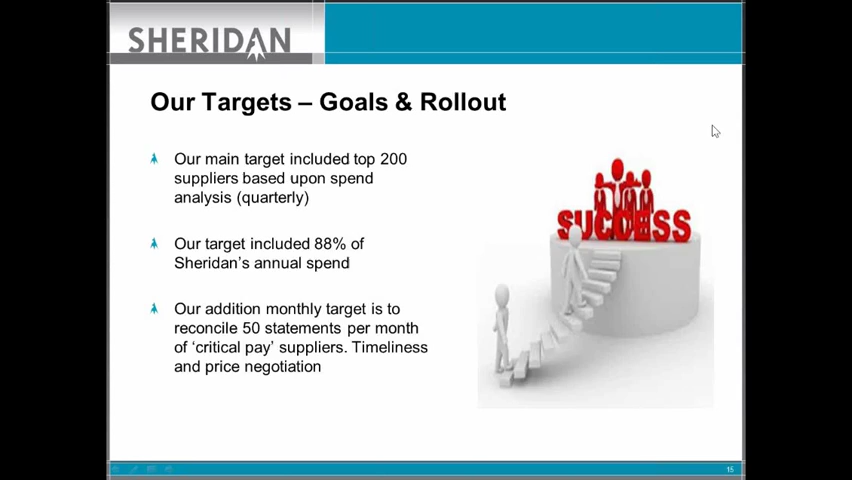 SHERIDAN
Our Targets – Goals & Rollout
Our main target included top 200
suppliers based upon spend
analysis (quarterly)
Our target included 88% of
Sheridan's annual spend
Our addition monthly target is to
reconcile 50 statements per month
of ‘critical pay’ suppliers. Timeliness
and price negotiation
SUCCESS
15